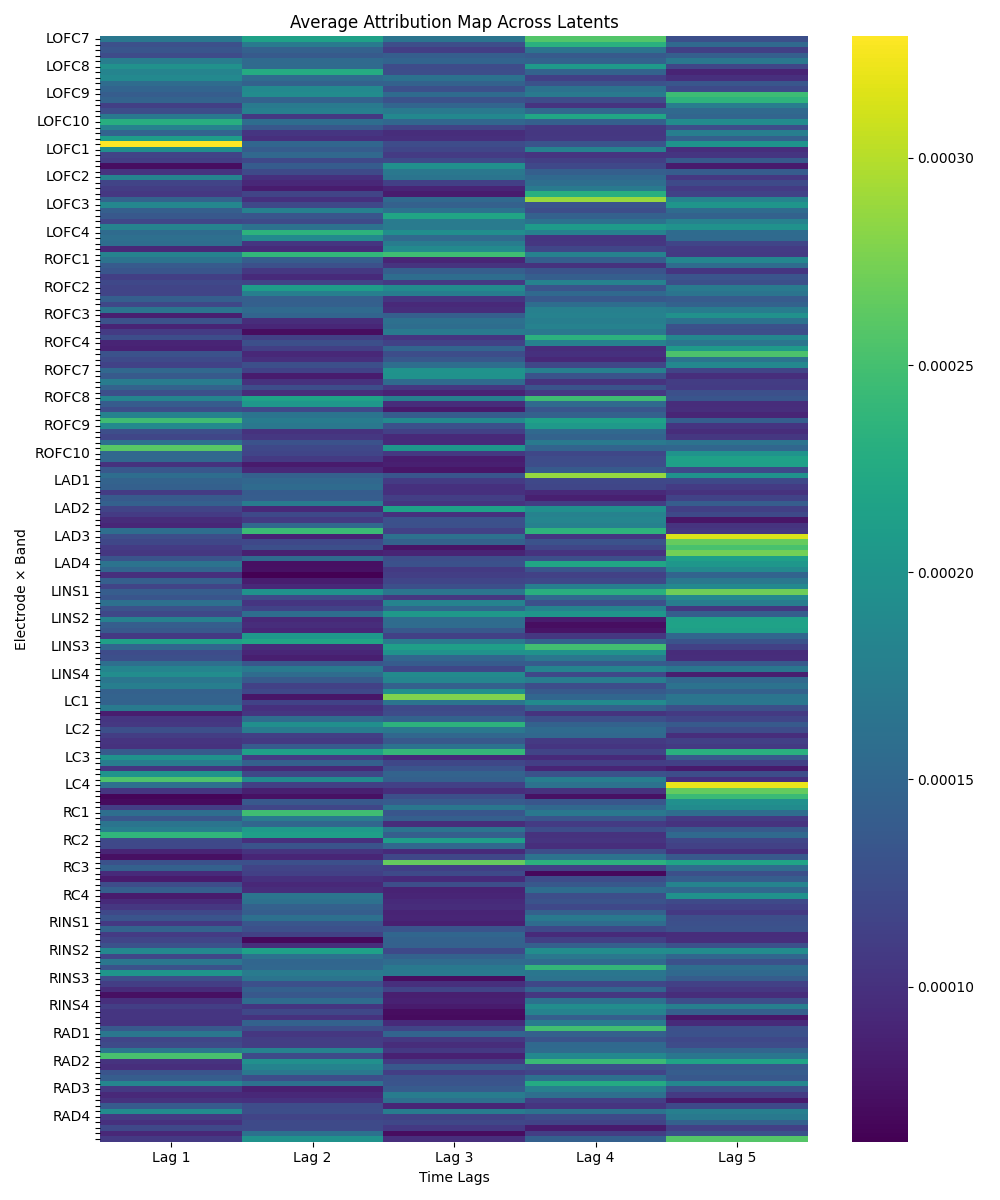 Average Attribution Map Across Latents
LOFC7
LOFC8
LOFC9
LOFC10
LOFC1
LOFC2
LOFC3
LOFC4
ROFC1
ROFC2
ROFC3
ROFC4
ROFC7
ROFC8
ROFC9
ROFC10
LAD1
LAD2
LAD3
LAD4
LINS1
LINS2
LINS3
LINS4
LC1
LC2
LC3
LC4
RC1
RC2
RC3
RC4
RINS1
RINS2
RINS3
RINS4
RAD1
RAD2
RAD3
RAD4
Electrode × Band
Lag 1
Lag 2
Lag 3
Lag 4
Lag 5
Time Lags
0.00030
0.00025
0.00020
0.00015
0.00010